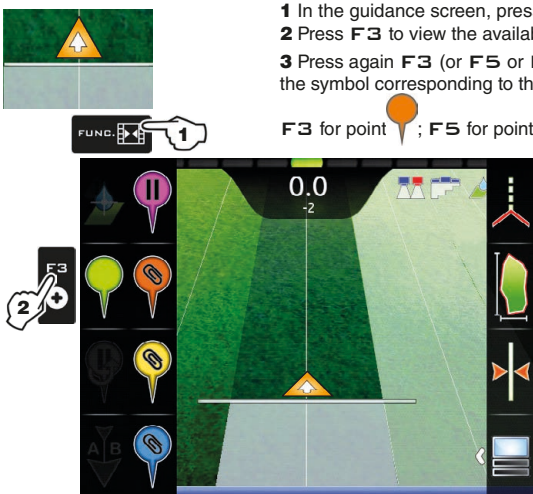 1 In the guidance screen, pres
2 Press F3 to view the availal
3 Press again F3 (or F5 or
the symbol corresponding to th
F3 for point ; F5 for point
FUNC.
1
0.0
-2
F3
2
A B